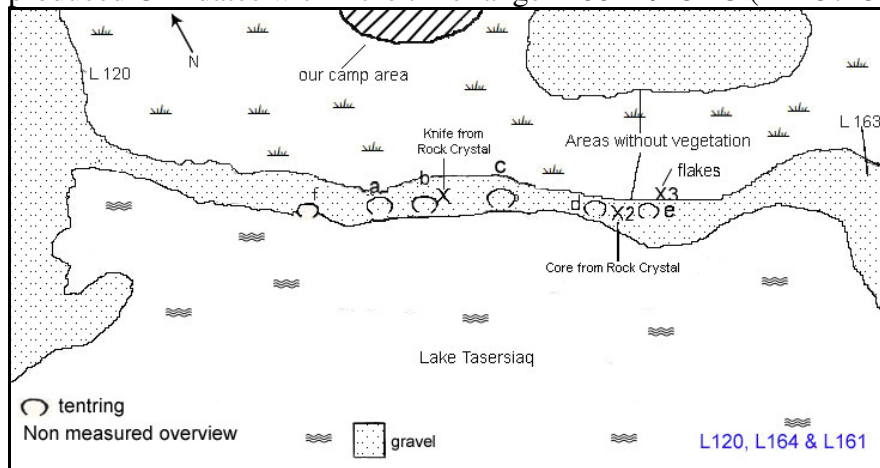 L 120
N
our camp area
Knife from
Rock Crystal
Areas without vegetation
L 163
flakes
f
a
b
X
c
d
X2
X3
e
Core from Rock Crystal
Lake Tasersiaq
tentring
Non measured overview
gravel
L120, L164 & L161